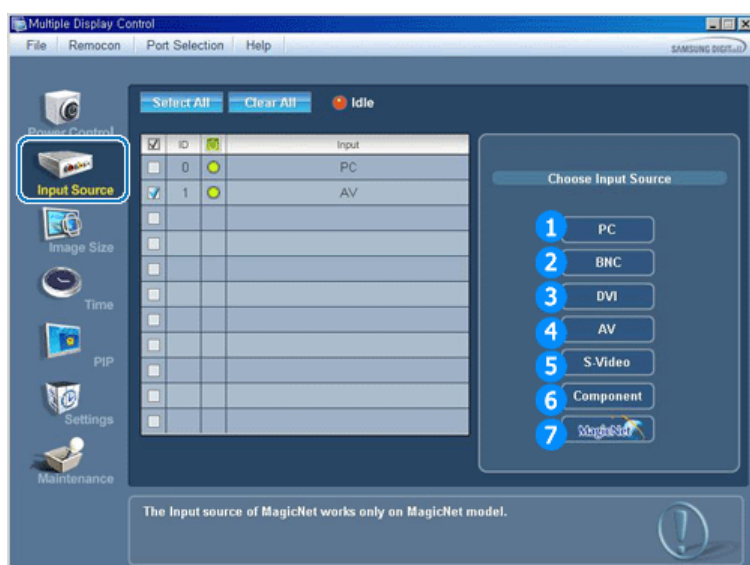 Multiple Display Control
File Remocon Port Selection Help
SAMSUNG DIGITall
Select All Clear All Idle
Power Control
Input Source
Image Size
Time
PIP
Settings
Maintenance
ID Input
0 PC
1 AV
Choose Input Source
1 PC
2 BNC
3 DVI
4 AV
5 S-Video
6 Component
7 MagicNet
The Input source of MagicNet works only on MagicNet model.